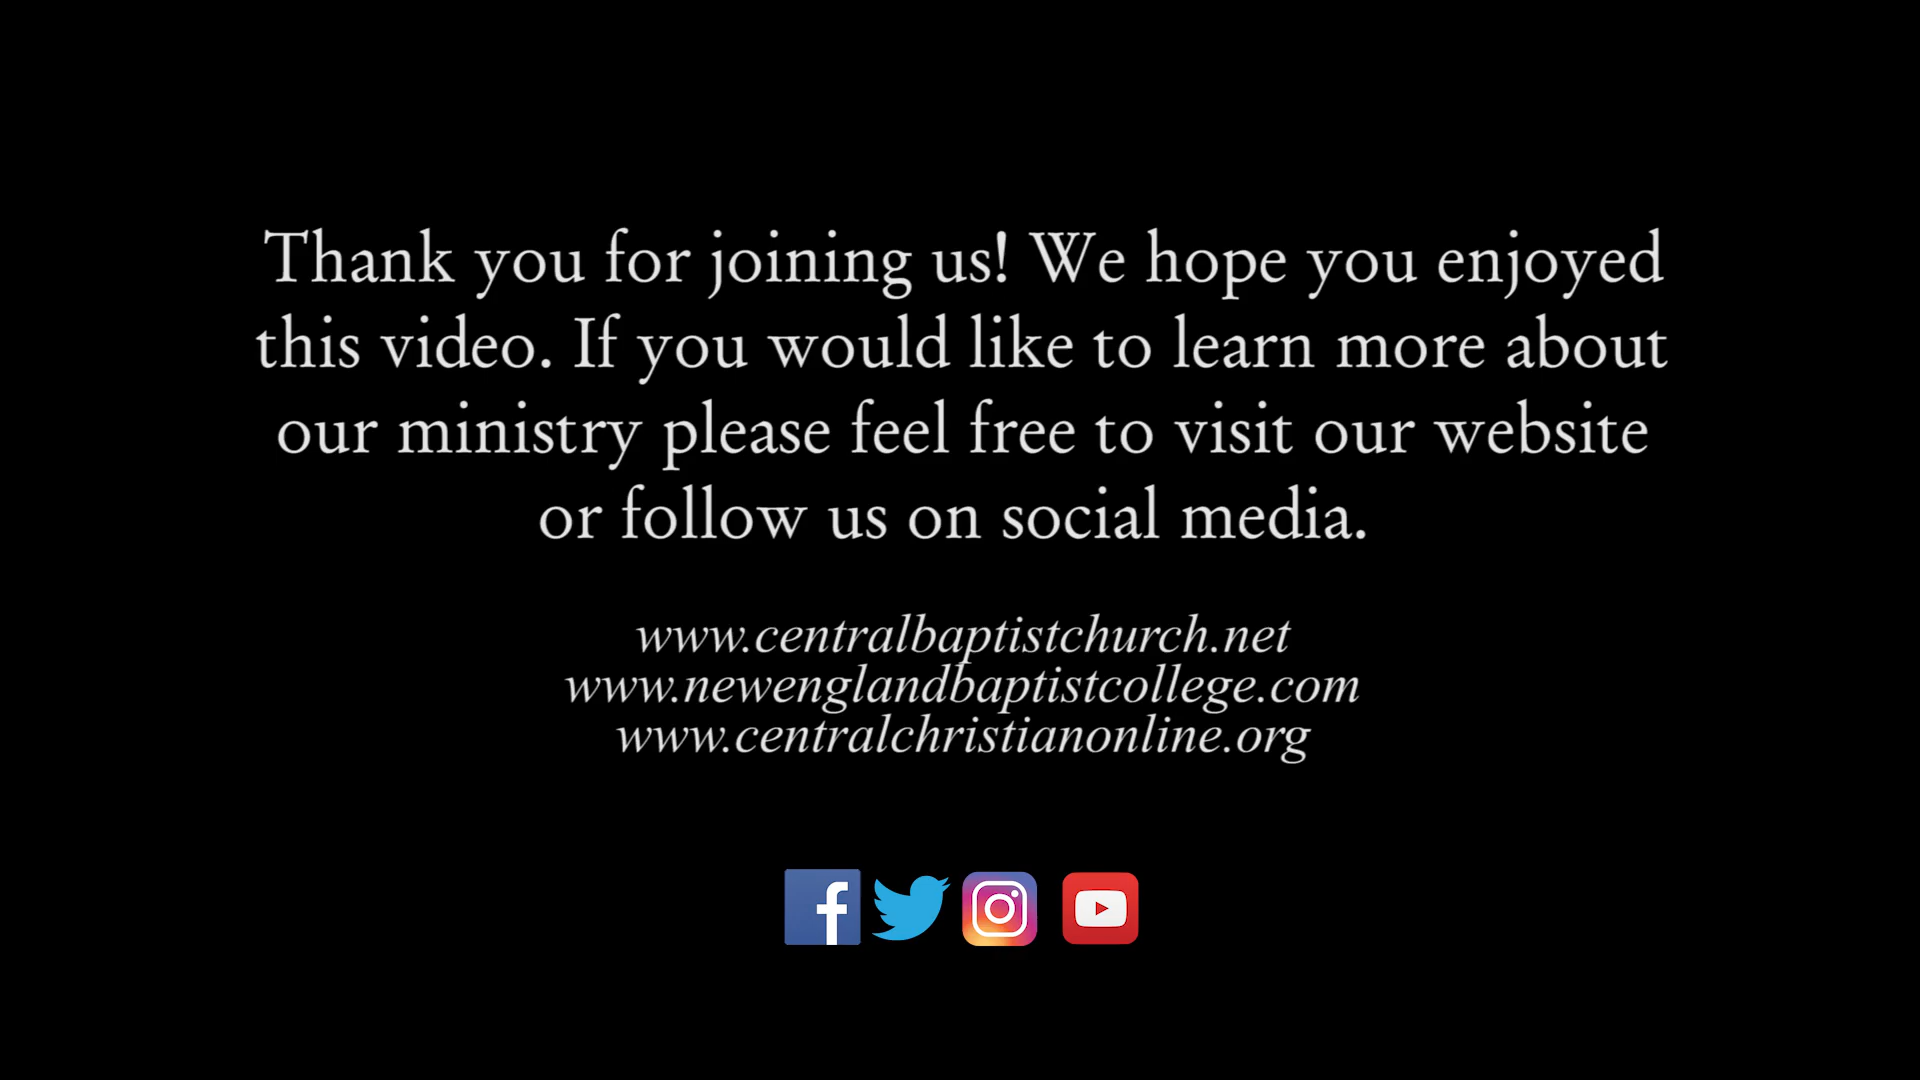 Thank you for joining us! We hope you enjoyed
this video. If you would like to learn more about
our ministry please feel free to visit our website
or follow us on social media.
www.centralbaptistchurch.net
www.newenglandbaptistcollege.com
www.centralchristianonline.org